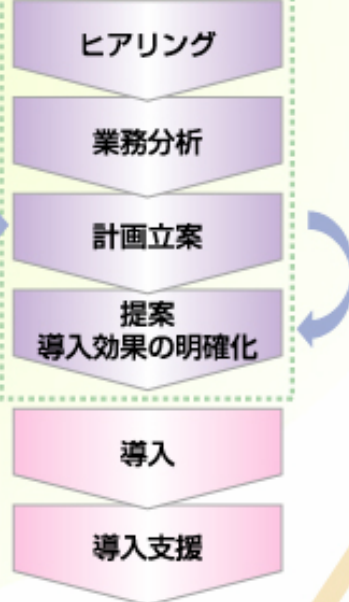 ヒアリング
業務分析
計画立案
提案
導入効果の明確化
導入
導入支援